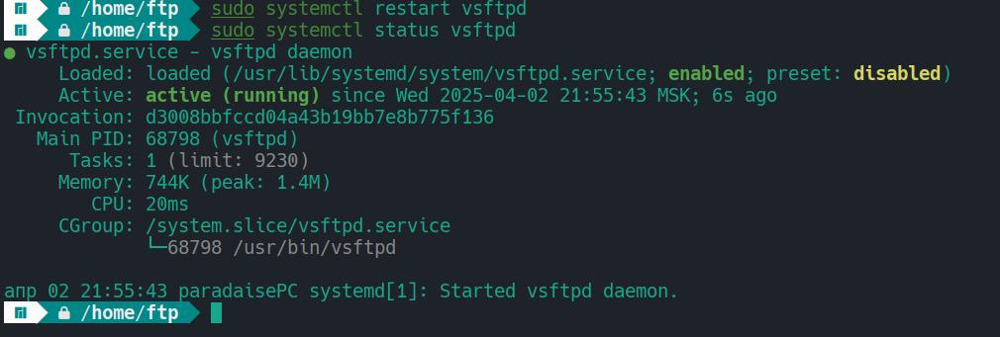 /home/ftp sudo systemctl restart vsftpd
/home/ftp sudo systemctl status vsftpd
● vsftpd.service - vsftpd daemon
Loaded: loaded (/usr/lib/systemd/system/vsftpd.service; enabled; preset: disabled)
Active: active (running) since Wed 2025-04-02 21:55:43 MSK; 6s ago
Invocation: d3008bbfccd04a43b19bb7e8b775f136
Main PID: 68798 (vsftpd)
Tasks: 1 (limit: 9230)
Memory: 744K (peak: 1.4M)
CPU: 20ms
CGroup: /system.slice/vsftpd.service
└─68798 /usr/bin/vsftpd
апр 02 21:55:43 paradaisePC systemd[1]: Started vsftpd daemon.
/home/ftp